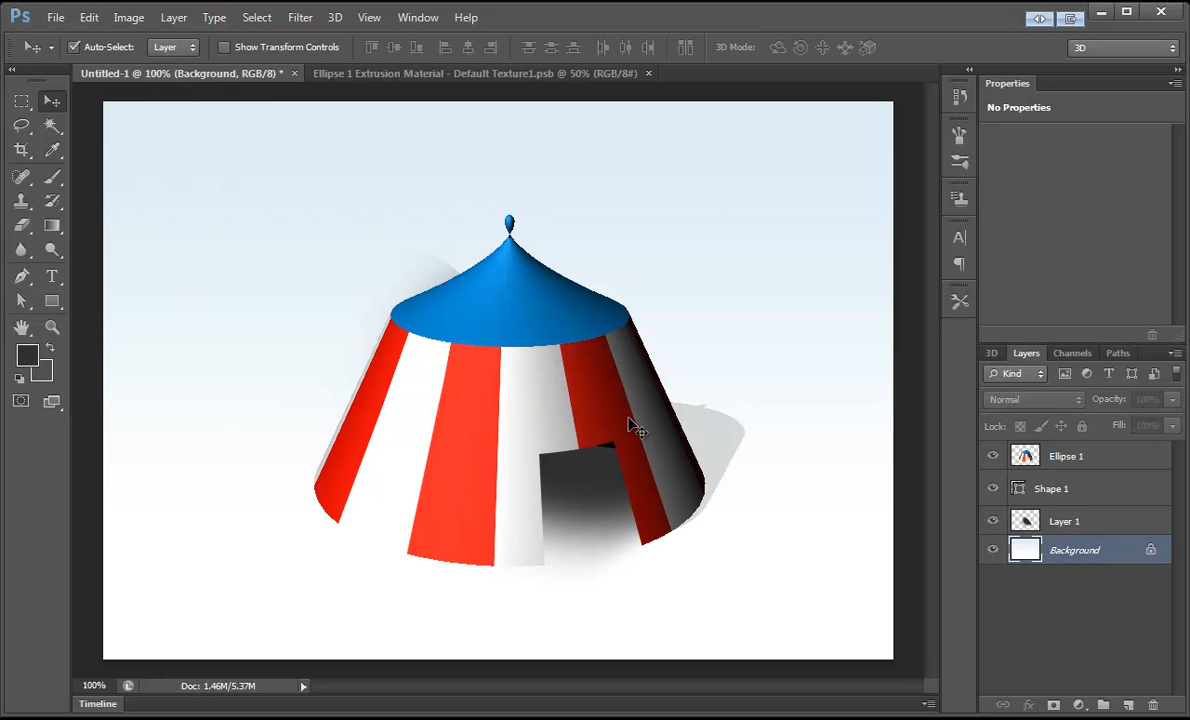 Ps File Edit Image Layer Type Select Filter 3D View Window Help
Auto-Select: Layer Show Transform Controls 3D Mode: 3D
Untitled-1 @ 100% (Background, RGB/8) * × Ellipse 1 Extrusion Material - Default Texture1.psb @ 50% (RGB/8#) ×
Properties
No Properties
3D Layers Channels Paths
Kind
Normal Opacity: 100%
Lock: Fill: 100%
Ellipse 1
Shape 1
Layer 1
Background
100% Doc: 1.46M/5.37M
Timeline